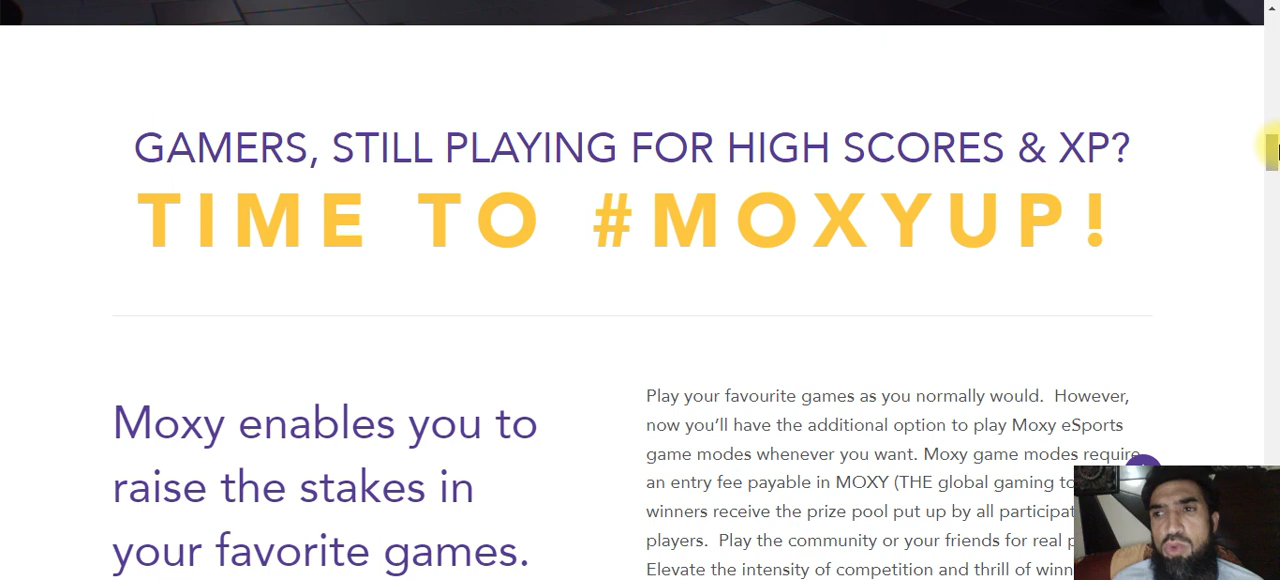 GAMERS, STILL PLAYING FOR HIGH SCORES & XP?
TIME TO #MOXYUP!
Moxy enables you to
raise the stakes in
your favorite games.
Play your favourite games as you normally would. However,
now you'll have the additional option to play Moxy eSports
game modes whenever you want. Moxy game modes require
an entry fee payable in MOXY (THE global gaming
winners receive the prize pool put up by all
players. Play the community or your friends for real
Elevate the intensity of competition and thrill of